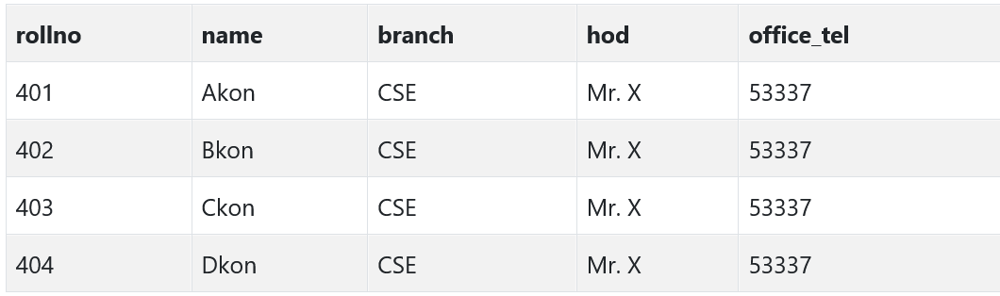 rollno name branch hod office_tel
401 Akon CSE Mr. X 53337
402 Bkon CSE Mr. X 53337
403 Ckon CSE Mr. X 53337
404 Dkon CSE Mr. X 53337